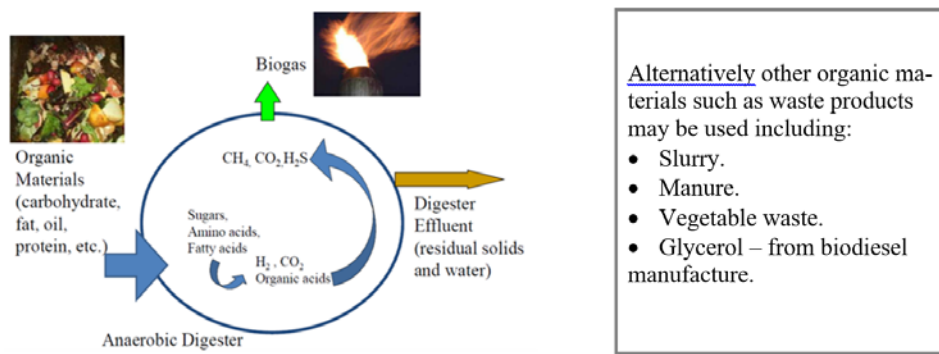 Biogas
Organic
Materials
(carbohydrate,
fat, oil,
protein, etc.)
CH₄, CO₂,H₂S
Sugars,
Amino acids,
Fatty acids
H₂ , CO₂
Organic acids
Digester
Effluent
(residual solids
and water)
Anaerobic Digester
Alternatively other organic ma-
terials such as waste products
may be used including:
• Slurry.
• Manure.
• Vegetable waste.
• Glycerol – from biodiesel
manufacture.